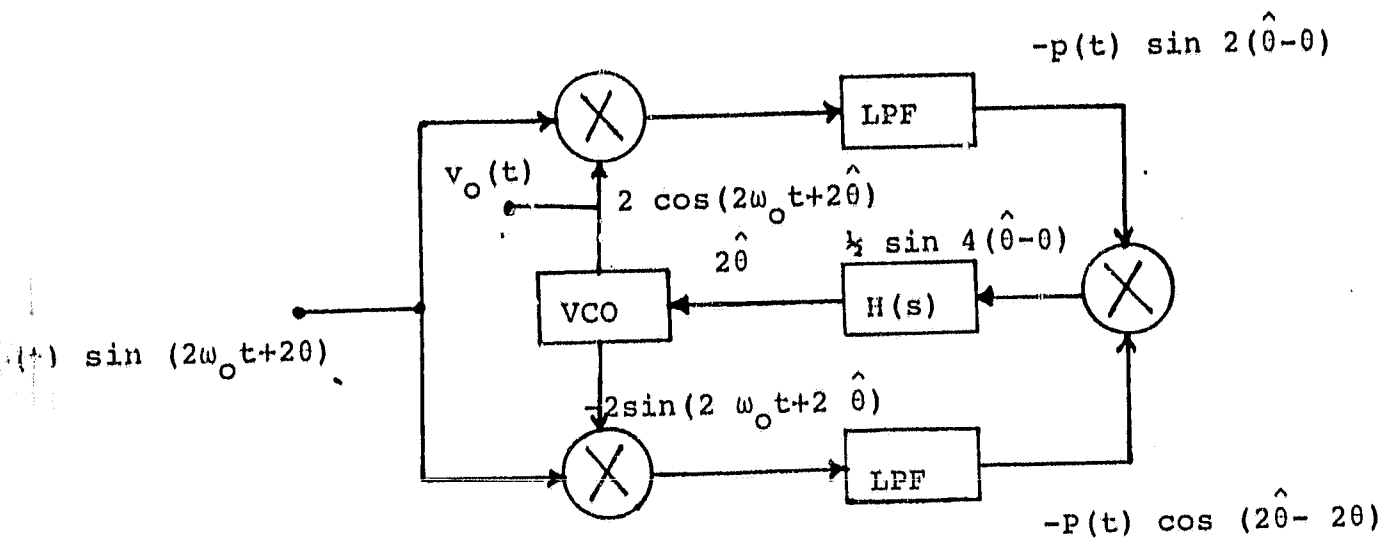 -p(t) sin 2(θ̂-θ)
LPF
v_o(t)
2 cos(2ω_o t+2θ̂)
2θ̂
½ sin 4(θ̂-θ)
VCO
H(s)
(t) sin (2ω_o t+2θ)
-2sin(2 ω_o t+2 θ̂)
LPF
-P(t) cos (2θ̂- 2θ)